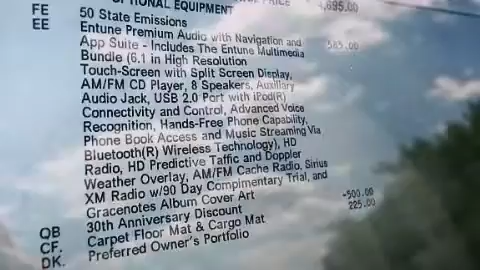 OPTIONAL EQUIPMENT PRICE
FE 50 State Emissions
EE Entune Premium Audio with Navigation and 585.00
App Suite - Includes The Entune Multimedia
Bundle (6.1 in High Resolution
Touch-Screen with Split Screen Display,
AM/FM CD Player, 8 Speakers, Auxiliary
Audio Jack, USB 2.0 Port with iPod(R)
Connectivity and Control, Advanced Voice
Recognition, Hands-Free Phone Capability,
Phone Book Access and Music Streaming Via
Bluetooth(R) Wireless Technology), HD
Radio, HD Predictive Taffic and Doppler
Weather Overlay, AM/FM Cache Radio, Sirius
XM Radio w/90 Day Complimentary Trial, and
Gracenotes Album Cover Art
QB 30th Anniversary Discount -500.00
CF. Carpet Floor Mat & Cargo Mat 225.00
DK. Preferred Owner's Portfolio